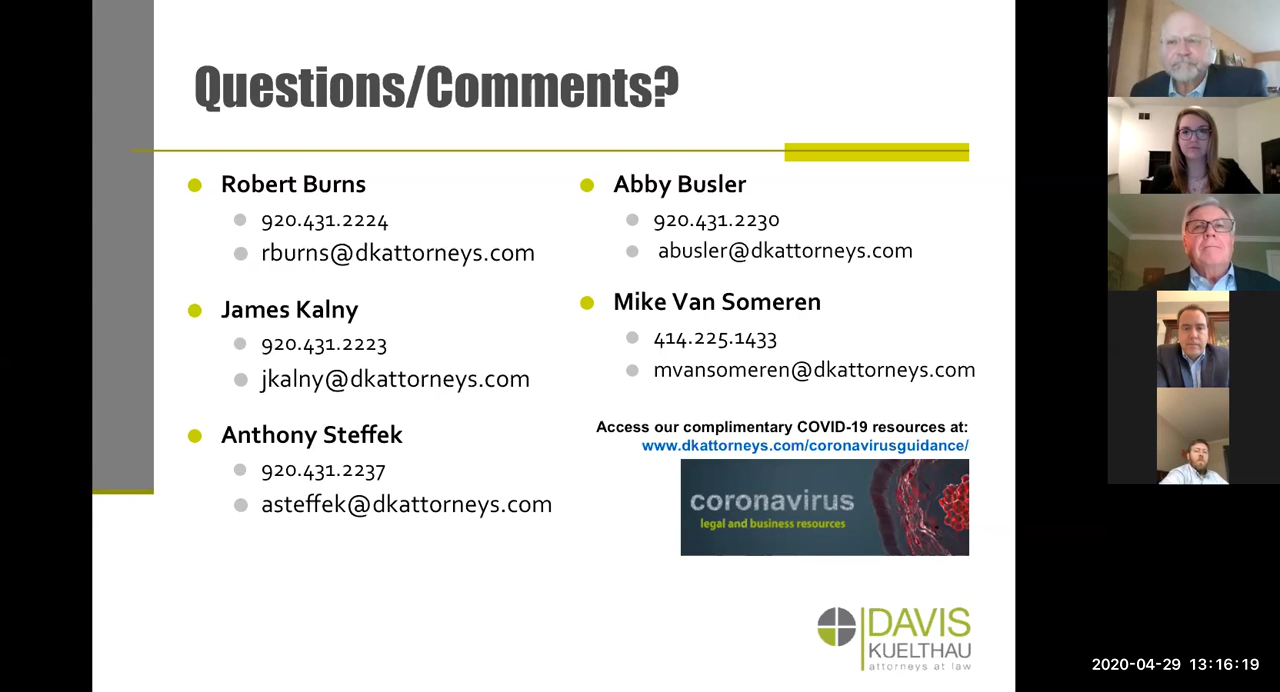 Questions/Comments?
Robert Burns
920.431.2224
rburns@dkattorneys.com
James Kalny
920.431.2223
jkalny@dkattorneys.com
Anthony Steffek
920.431.2237
asteffek@dkattorneys.com
Abby Busler
920.431.2230
abusler@dkattorneys.com
Mike Van Someren
414.225.1433
mvansomeren@dkattorneys.com
Access our complimentary COVID-19 resources at:
www.dkattorneys.com/coronavirusguidance/
coronavirus
legal and business resources
DAVIS
KUELTHAU
attorneys at law
2020-04-29 13:16:19